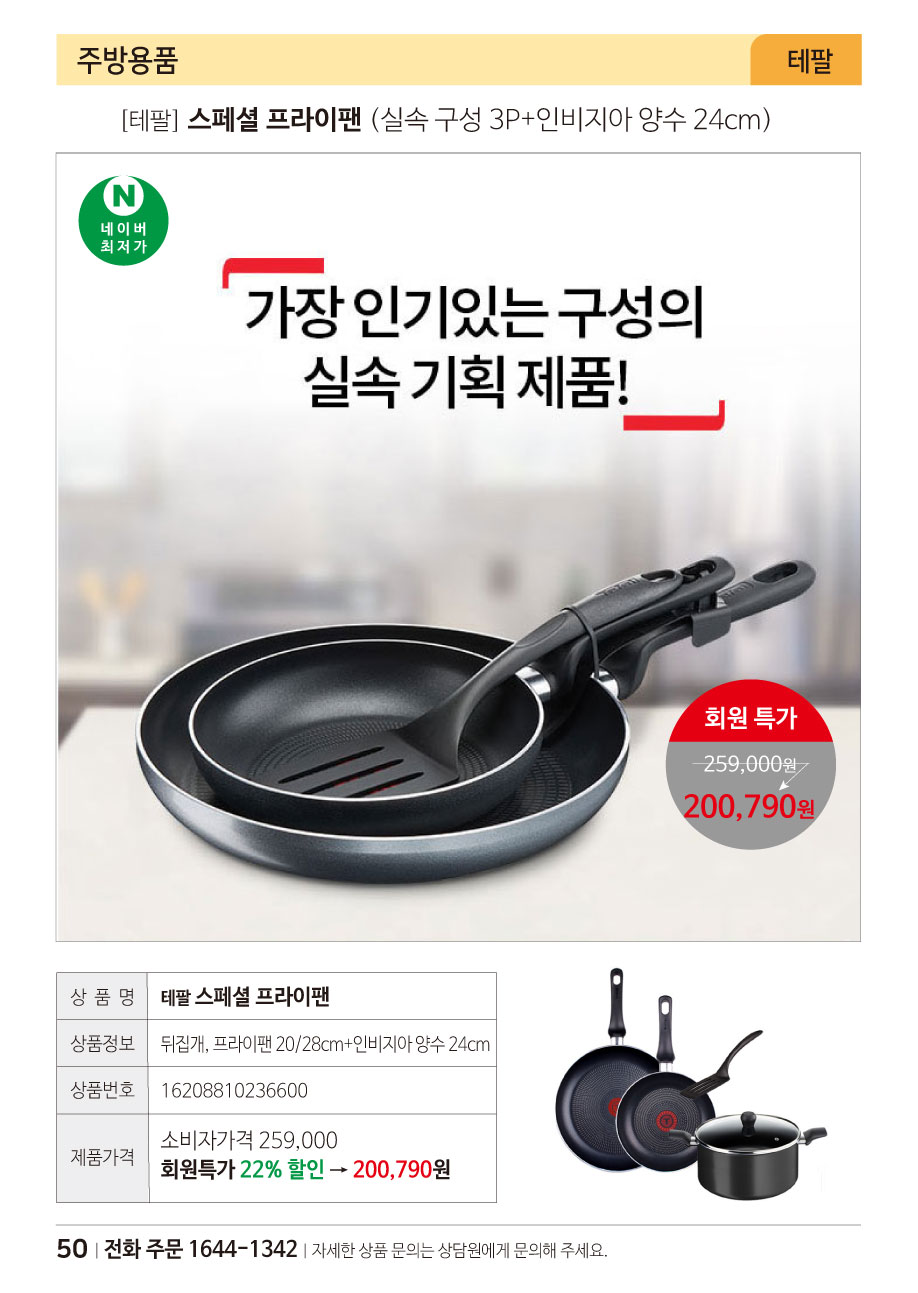 주방용품
테팔
[테팔] 스페셜 프라이팬 (실속 구성 3P+인비지아 양수 24cm)
N
네이버
최저가
가장 인기있는 구성의
실속 기획 제품!
회원 특가
259,000원
200,790원
상 품 명 테팔 스페셜 프라이팬
상품정보 뒤집개, 프라이팬 20/28cm+인비지아 양수 24cm
상품번호 16208810236600
제품가격 소비자가격 259,000
회원특가 22% 할인 → 200,790원
50 | 전화 주문 1644-1342 | 자세한 상품 문의는 상담원에게 문의해 주세요.